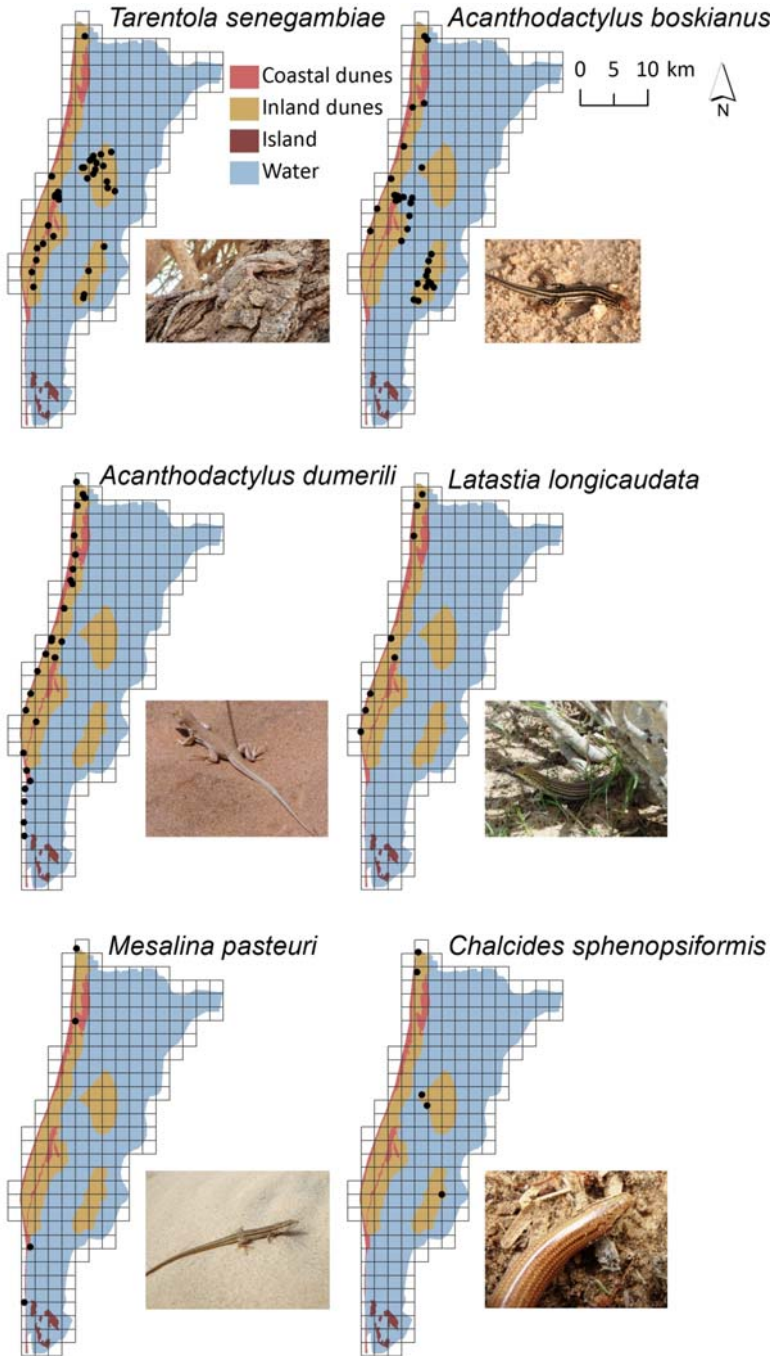 Tarentola senegambiae
Acanthodactylus boskianus
Coastal dunes
Inland dunes
Island
Water
0 5 10 km
N
Acanthodactylus dumerili
Latastia longicaudata
Mesalina pasteuri
Chalcides sphenopsiformis